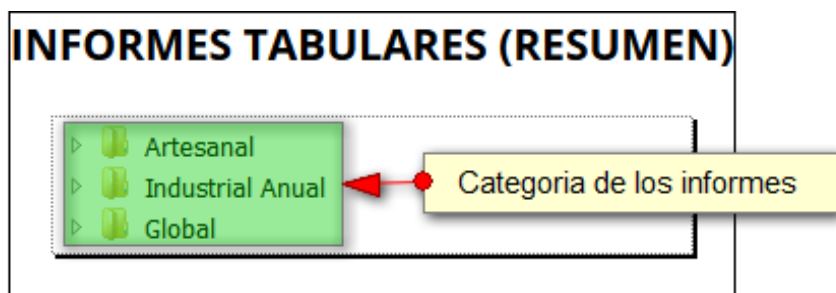 INFORMES TABULARES (RESUMEN)
Artesanal
Industrial Anual
Categoria de los informes
Global